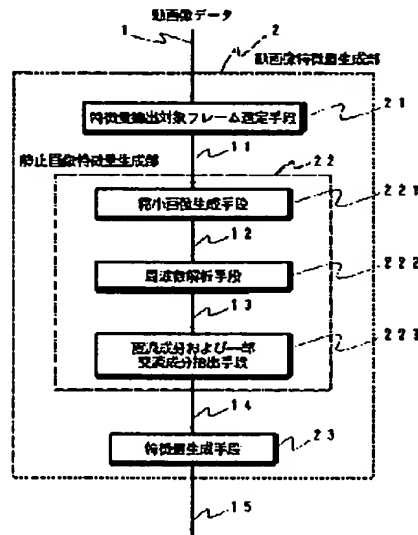 動画像データ
1
2
動画像特徴量生成部
特徴量抽出対象フレーム選定手段
21
11
静止画像特徴量生成部
22
縮小画像生成手段
221
12
周波数解析手段
222
13
直流成分および一部
交流成分抽出手段
223
14
特徴量生成手段
23
15